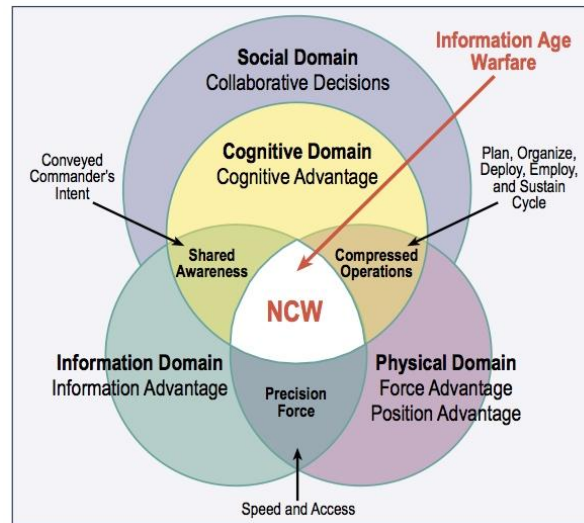 Social Domain
Collaborative Decisions
Information Age
Warfare
Cognitive Domain
Cognitive Advantage
Conveyed
Commander's
Intent
Plan, Organize,
Deploy, Employ,
and Sustain
Cycle
Shared
Awareness
Compressed
Operations
NCW
Information Domain
Information Advantage
Physical Domain
Force Advantage
Position Advantage
Precision
Force
Speed and Access